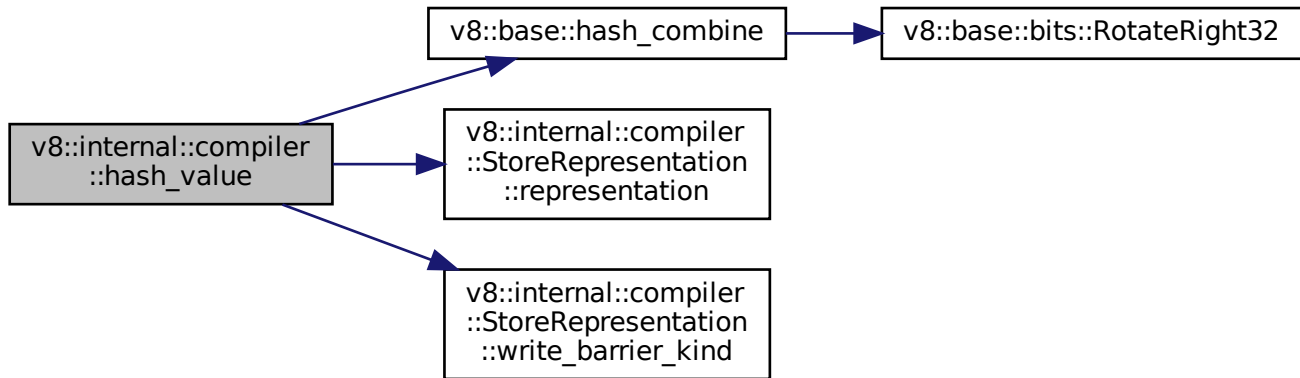 v8::base::hash_combine
v8::base::bits::RotateRight32
v8::internal::compiler
::hash_value
v8::internal::compiler
::StoreRepresentation
::representation
v8::internal::compiler
::StoreRepresentation
::write_barrier_kind